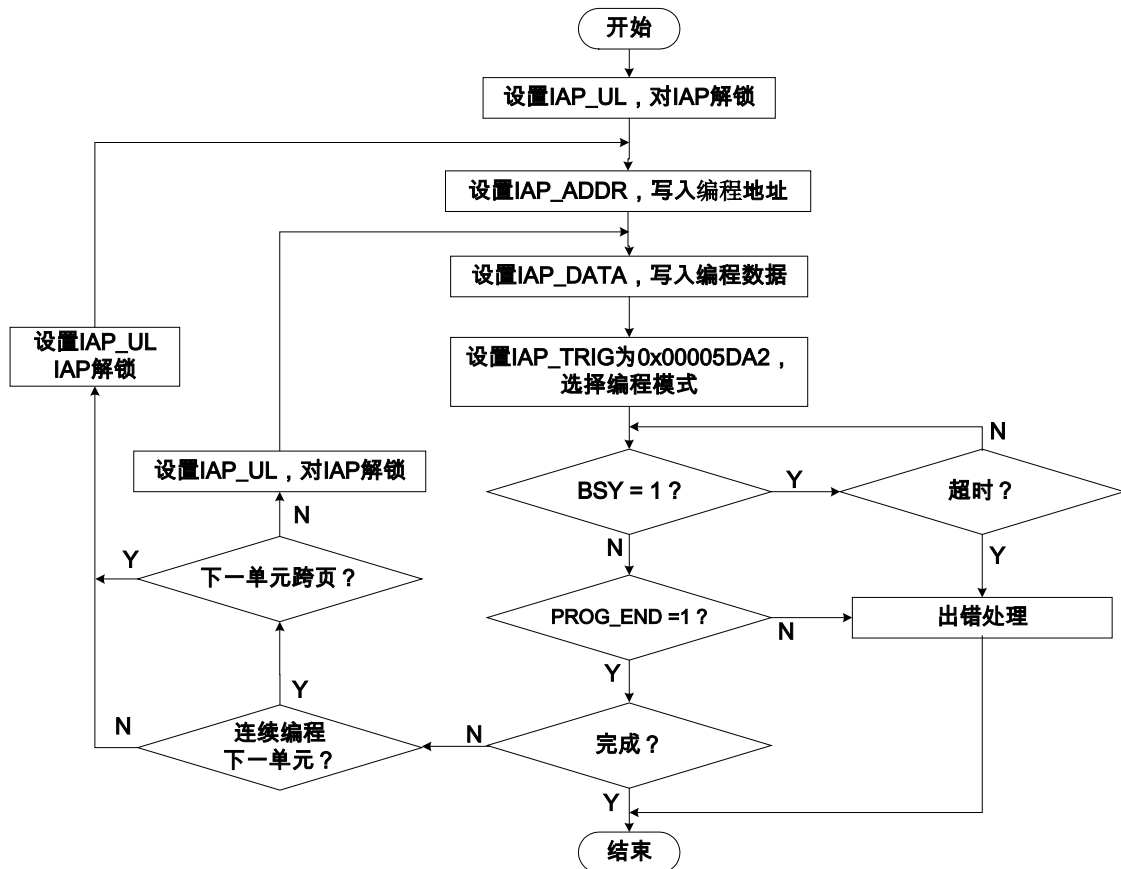 开始
设置IAP_UL，对IAP解锁
设置IAP_ADDR，写入编程地址
设置IAP_DATA，写入编程数据
设置IAP_UL
IAP解锁
设置IAP_TRIG为0x00005DA2，
选择编程模式
N
设置IAP_UL，对IAP解锁
BSY = 1？
Y
超时？
N
N
Y
Y
下一单元跨页？
PROG_END =1？
N
出错处理
Y
Y
N
连续编程
下一单元？
N
完成？
Y
结束